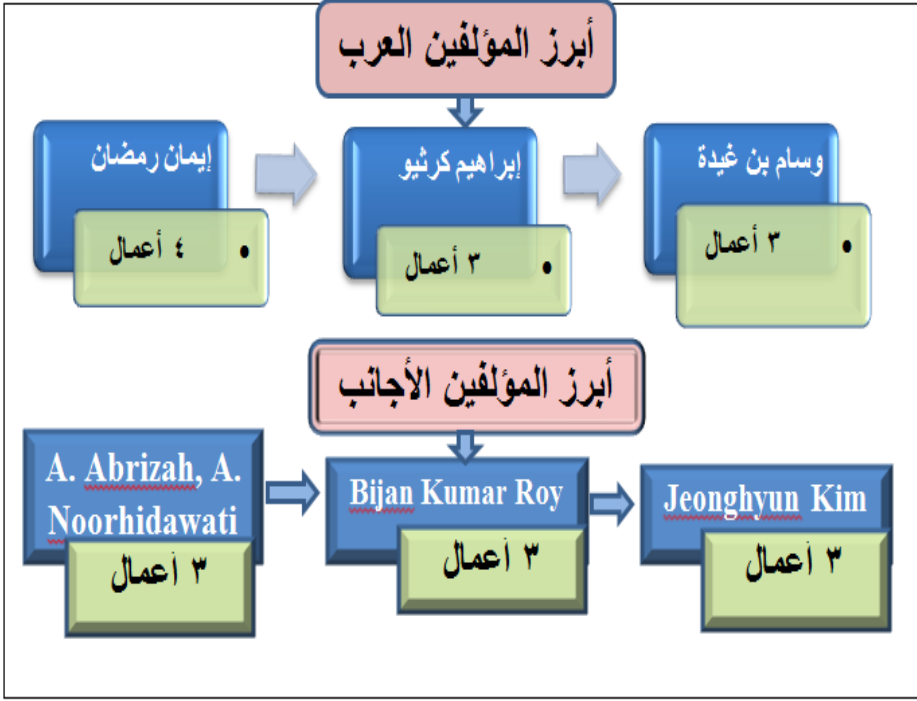 أبرز المؤلفين العرب
إيمان رمضان
• ٤ أعمال
إبراهيم كرثيو
• ٣ أعمال
وسام بن غيدة
• ٣ أعمال
أبرز المؤلفين الأجانب
A. Abrizah, A.
Noorhidawati
٣ أعمال
Bijan Kumar Roy
٣ أعمال
Jeonghyun Kim
٣ أعمال